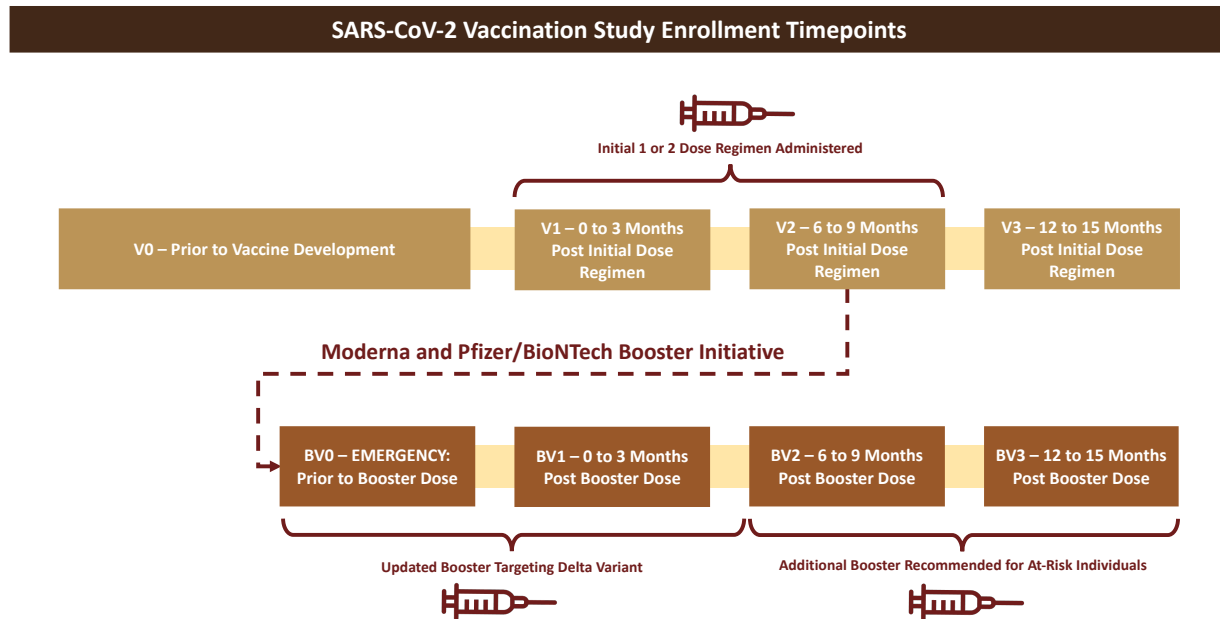 SARS-CoV-2 Vaccination Study Enrollment Timepoints
Initial 1 or 2 Dose Regimen Administered
V0 – Prior to Vaccine Development
V1 – 0 to 3 Months
Post Initial Dose
Regimen
V2 – 6 to 9 Months
Post Initial Dose
Regimen
V3 – 12 to 15 Months
Post Initial Dose
Regimen
Moderna and Pfizer/BioNTech Booster Initiative
BV0 – EMERGENCY:
Prior to Booster Dose
BV1 – 0 to 3 Months
Post Booster Dose
BV2 – 6 to 9 Months
Post Booster Dose
BV3 – 12 to 15 Months
Post Booster Dose
Updated Booster Targeting Delta Variant
Additional Booster Recommended for At-Risk Individuals